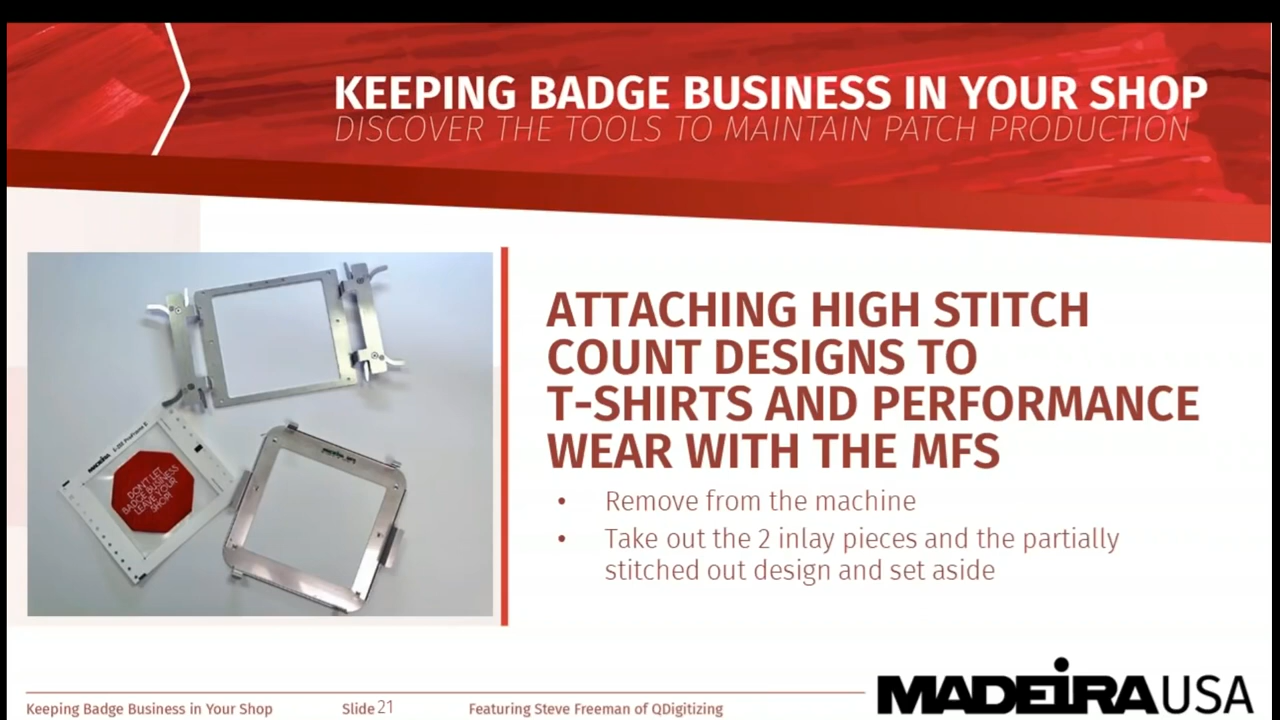 KEEPING BADGE BUSINESS IN YOUR SHOP
DISCOVER THE TOOLS TO MAINTAIN PATCH PRODUCTION
MADEIRA
DON'T LET
BADGE BUSINESS
LEAVE YOUR
SHOP!
ATTACHING HIGH STITCH
COUNT DESIGNS TO
T-SHIRTS AND PERFORMANCE
WEAR WITH THE MFS
• Remove from the machine
• Take out the 2 inlay pieces and the partially
stitched out design and set aside
Keeping Badge Business in Your Shop
Slide 21
Featuring Steve Freeman of QDigitizing
MADEIRA USA